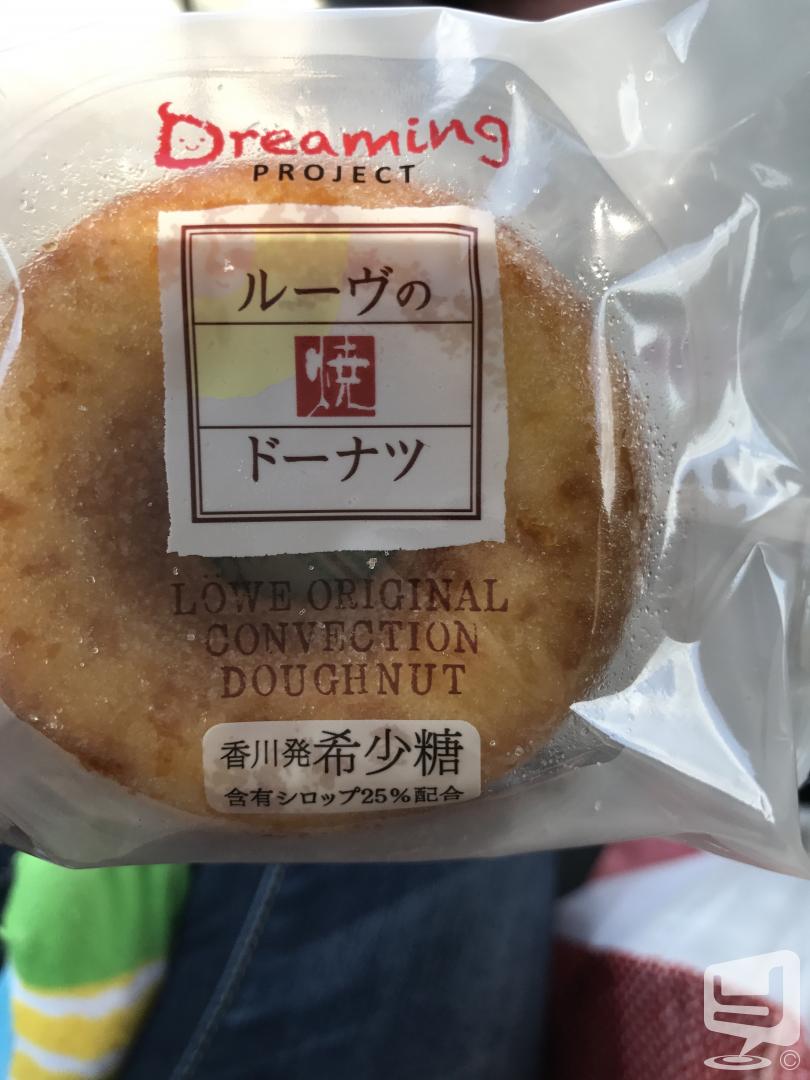 Dreaming
PROJECT
ルーヴの
焼
ドーナツ
LÖWE ORIGINAL
CONVECTION
DOUGHNUT
香川発希少糖
含有シロップ25%配合
©